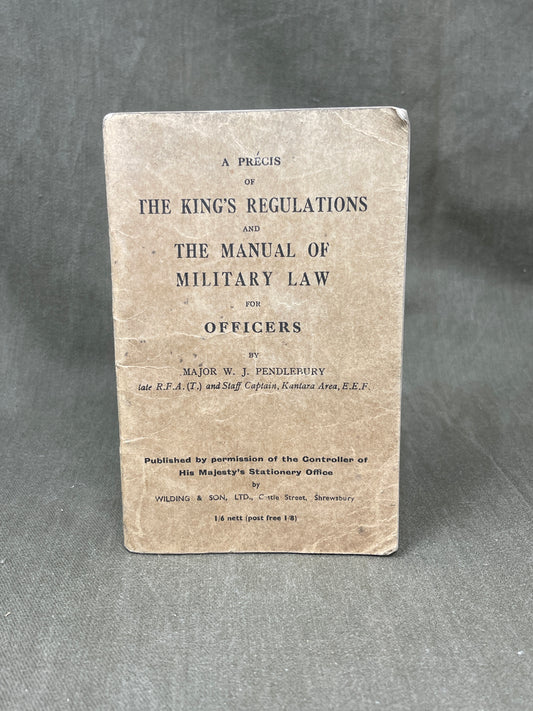 A PRÉCIS
OF
THE KING'S REGULATIONS
AND
THE MANUAL OF
MILITARY LAW
FOR
OFFICERS
BY
MAJOR W. J. PENDLEBURY
late R.F.A. (T.) and Staff Captain, Kantara Area, E.E.F.
Published by permission of the Controller of
His Majesty's Stationery Office
by
WILDING & SON, LTD., Castle Street, Shrewsbury
1/6 nett (post free 1/8)